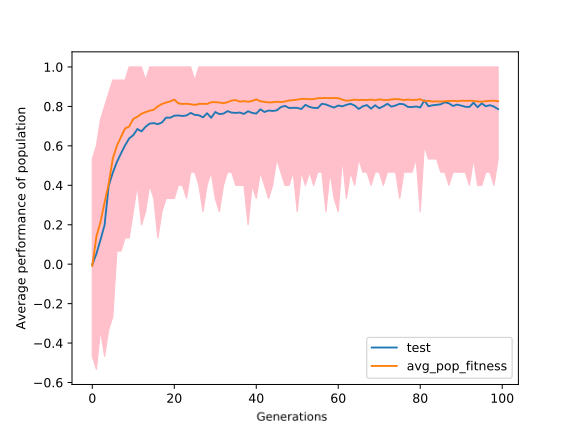 Average performance of population
1.0
0.8
0.6
0.4
0.2
0.0
−0.2
−0.4
−0.6
test
avg_pop_fitness
0 20 40 60 80 100
Generations